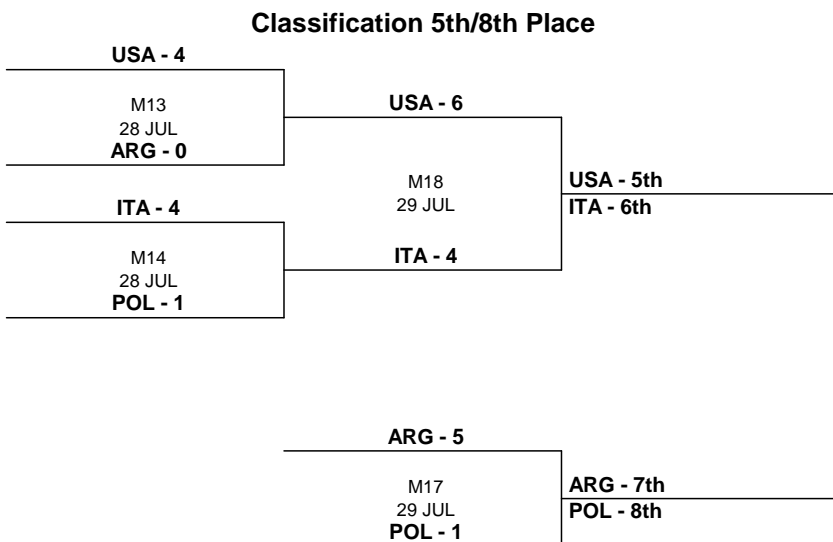 Classification 5th/8th Place
USA - 4
M13
28 JUL
ARG - 0
USA - 6
ITA - 4
M14
28 JUL
POL - 1
M18
29 JUL
ITA - 4
USA - 5th
ITA - 6th
ARG - 5
M17
29 JUL
POL - 1
ARG - 7th
POL - 8th